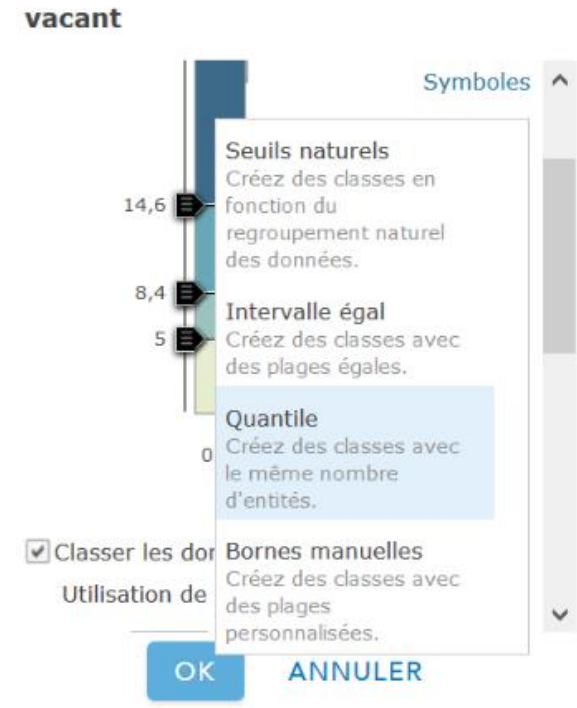 vacant
Symboles
14,6
8,4
5
0
Seuils naturels
Créez des classes en
fonction du
regroupement naturel
des données.
Intervalle égal
Créez des classes avec
des plages égales.
Quantile
Créez des classes avec
le même nombre
d'entités.
Bornes manuelles
Créez des classes avec
des plages
personnalisées.
Classer les
Utilisation de
OK
ANNULER